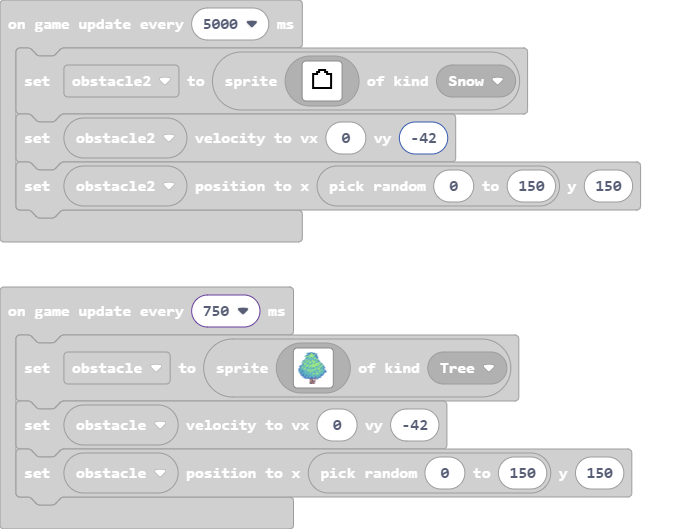 on game update every 5000 ms
set obstacle2 to sprite of kind Snow
set obstacle2 velocity to vx 0 vy -42
set obstacle2 position to x pick random 0 to 150 y 150
on game update every 750 ms
set obstacle to sprite of kind Tree
set obstacle velocity to vx 0 vy -42
set obstacle position to x pick random 0 to 150 y 150